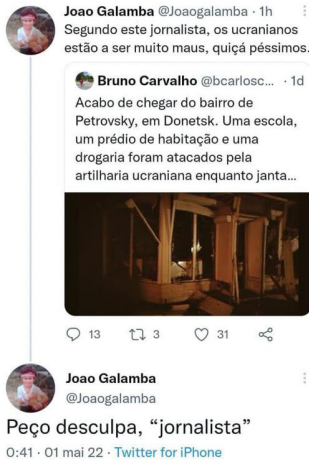 Joao Galamba @Joaogalamba · 1h
Segundo este jornalista, os ucranianos
estão a ser muito maus, quiçá péssimos.
Bruno Carvalho @bcarlosc... · 1d
Acabo de chegar do bairro de
Petrovsky, em Donetsk. Uma escola,
um prédio de habitação e uma
drogaria foram atacados pela
artilharia ucraniana enquanto janta...
13 3 31
Joao Galamba
@Joaogalamba
Peço desculpa, “jornalista”
0:41 · 01 mai 22 · Twitter for iPhone